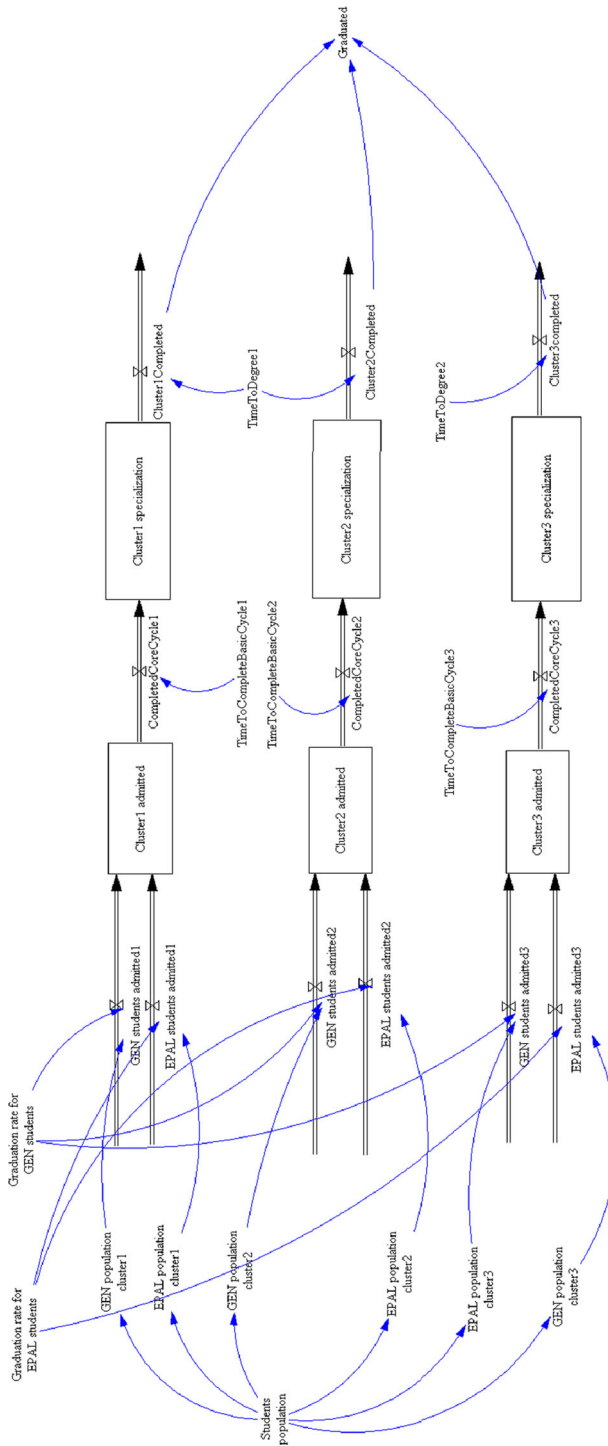 Graduation rate for
EPAL students
Graduation rate for
GEN students
Students
population
GEN population
cluster1
EPAL population
cluster1
GEN students admitted1
EPAL students admitted1
Cluster1 admitted
CompletedCoreCycle1
TimeToCompleteBasicCycle1
Cluster1 specialization
Cluster1Completed
TimeToDegree1
GEN population
cluster2
EPAL population
cluster2
GEN students admitted2
EPAL students admitted2
Cluster2 admitted
TimeToCompleteBasicCycle2
CompletedCoreCycle2
Cluster2 specialization
Cluster2Completed
EPAL population
cluster3
GEN population
cluster3
GEN students admitted3
EPAL students admitted3
Cluster3 admitted
TimeToCompleteBasicCycle3
CompletedCoreCycle3
Cluster3 specialization
TimeToDegree2
Cluster3completed
Graduated